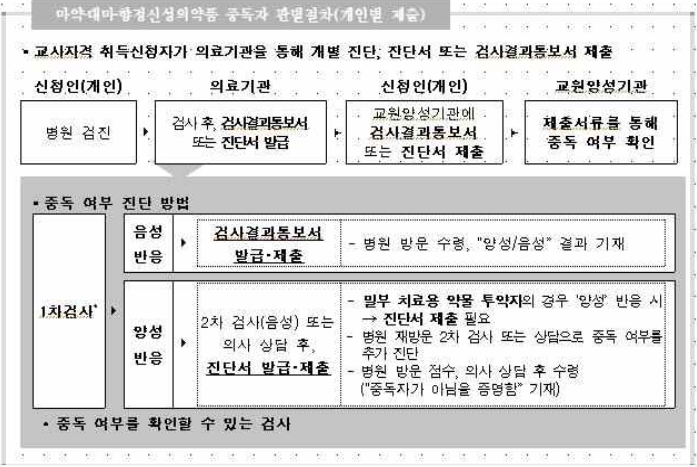 마약대마향정신성의약품 중독자 판별절차(개인별 제출)
▪ 교사자격 취득신청자가 의료기관을 통해 개별 진단, 진단서 또는 검사결과통보서 제출
신청인(개인) 의료기관 신청인(개인) 교원양성기관
병원 검진
검사 후, 검사결과통보서
또는 진단서 발급
교원양성기관에
검사결과통보서
또는 진단서 제출
제출서류를 통해
중독 여부 확인
▪ 중독 여부 진단 방법
1차검사*
음성
반응
검사결과통보서
발급·제출
- 병원 방문 수령, "양성/음성" 결과 기재
양성
반응
2차 검사(음성) 또는
의사 상담 후,
진단서 발급·제출
- 일부 치료용 약물 투약자의 경우 '양성' 반응 시
→ 진단서 제출 필요
- 병원 재방문 2차 검사 또는 상담으로 중독 여부를
추가 진단
- 병원 방문 접수, 의사 상담 후 수령
("중독자가 아님을 증명함" 기재)
* 중독 여부를 확인할 수 있는 검사